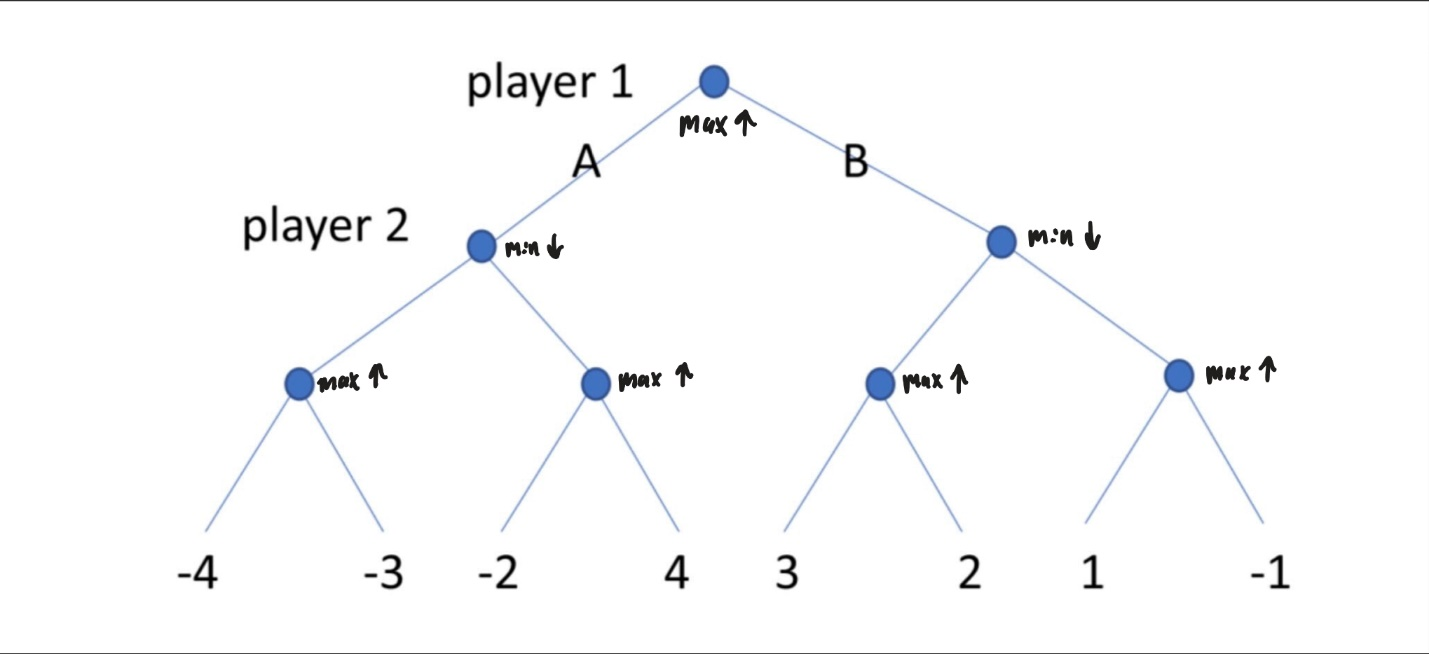 player 1
max ↑
A
B
player 2
min ↓
min ↓
max ↑
max ↑
max ↑
max ↑
-4
-3
-2
4
3
2
1
-1